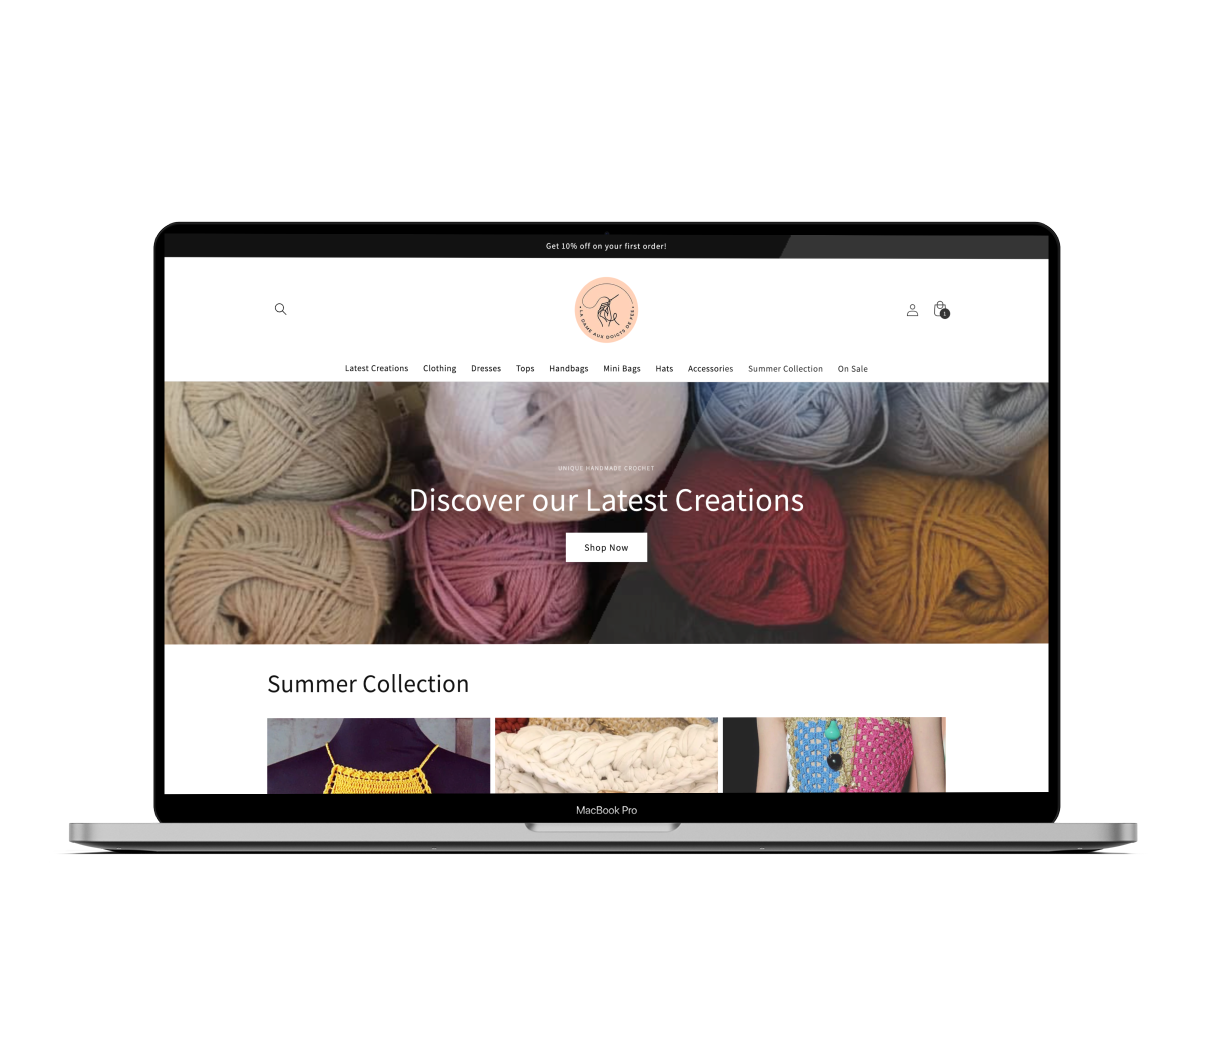 Get 10% off on your first order!
• LA DAME AUX DOIGTS DE FÉE •
1
Latest Creations Clothing Dresses Tops Handbags Mini Bags Hats Accessories Summer Collection On Sale
UNIQUE HANDMADE CROCHET
Discover our Latest Creations
Shop Now
Summer Collection
MacBook Pro